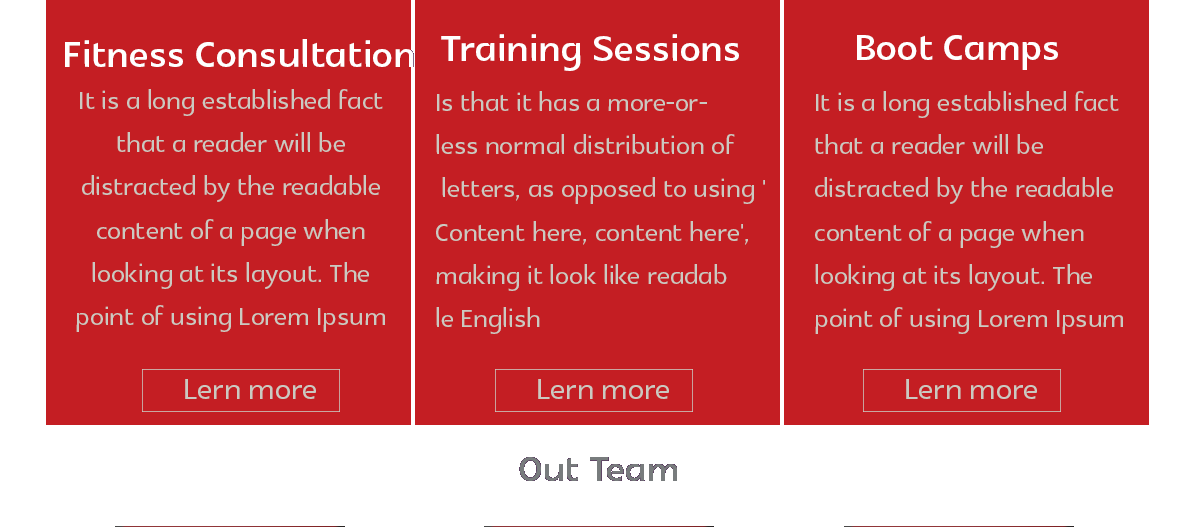 Fitness Consultation
It is a long established fact
that a reader will be
distracted by the readable
content of a page when
looking at its layout. The
point of using Lorem Ipsum
Lern more
Training Sessions
Is that it has a more-or-
less normal distribution of
letters, as opposed to using '
Content here, content here',
making it look like readab
le English
Lern more
Boot Camps
It is a long established fact
that a reader will be
distracted by the readable
content of a page when
looking at its layout. The
point of using Lorem Ipsum
Lern more
Out Team